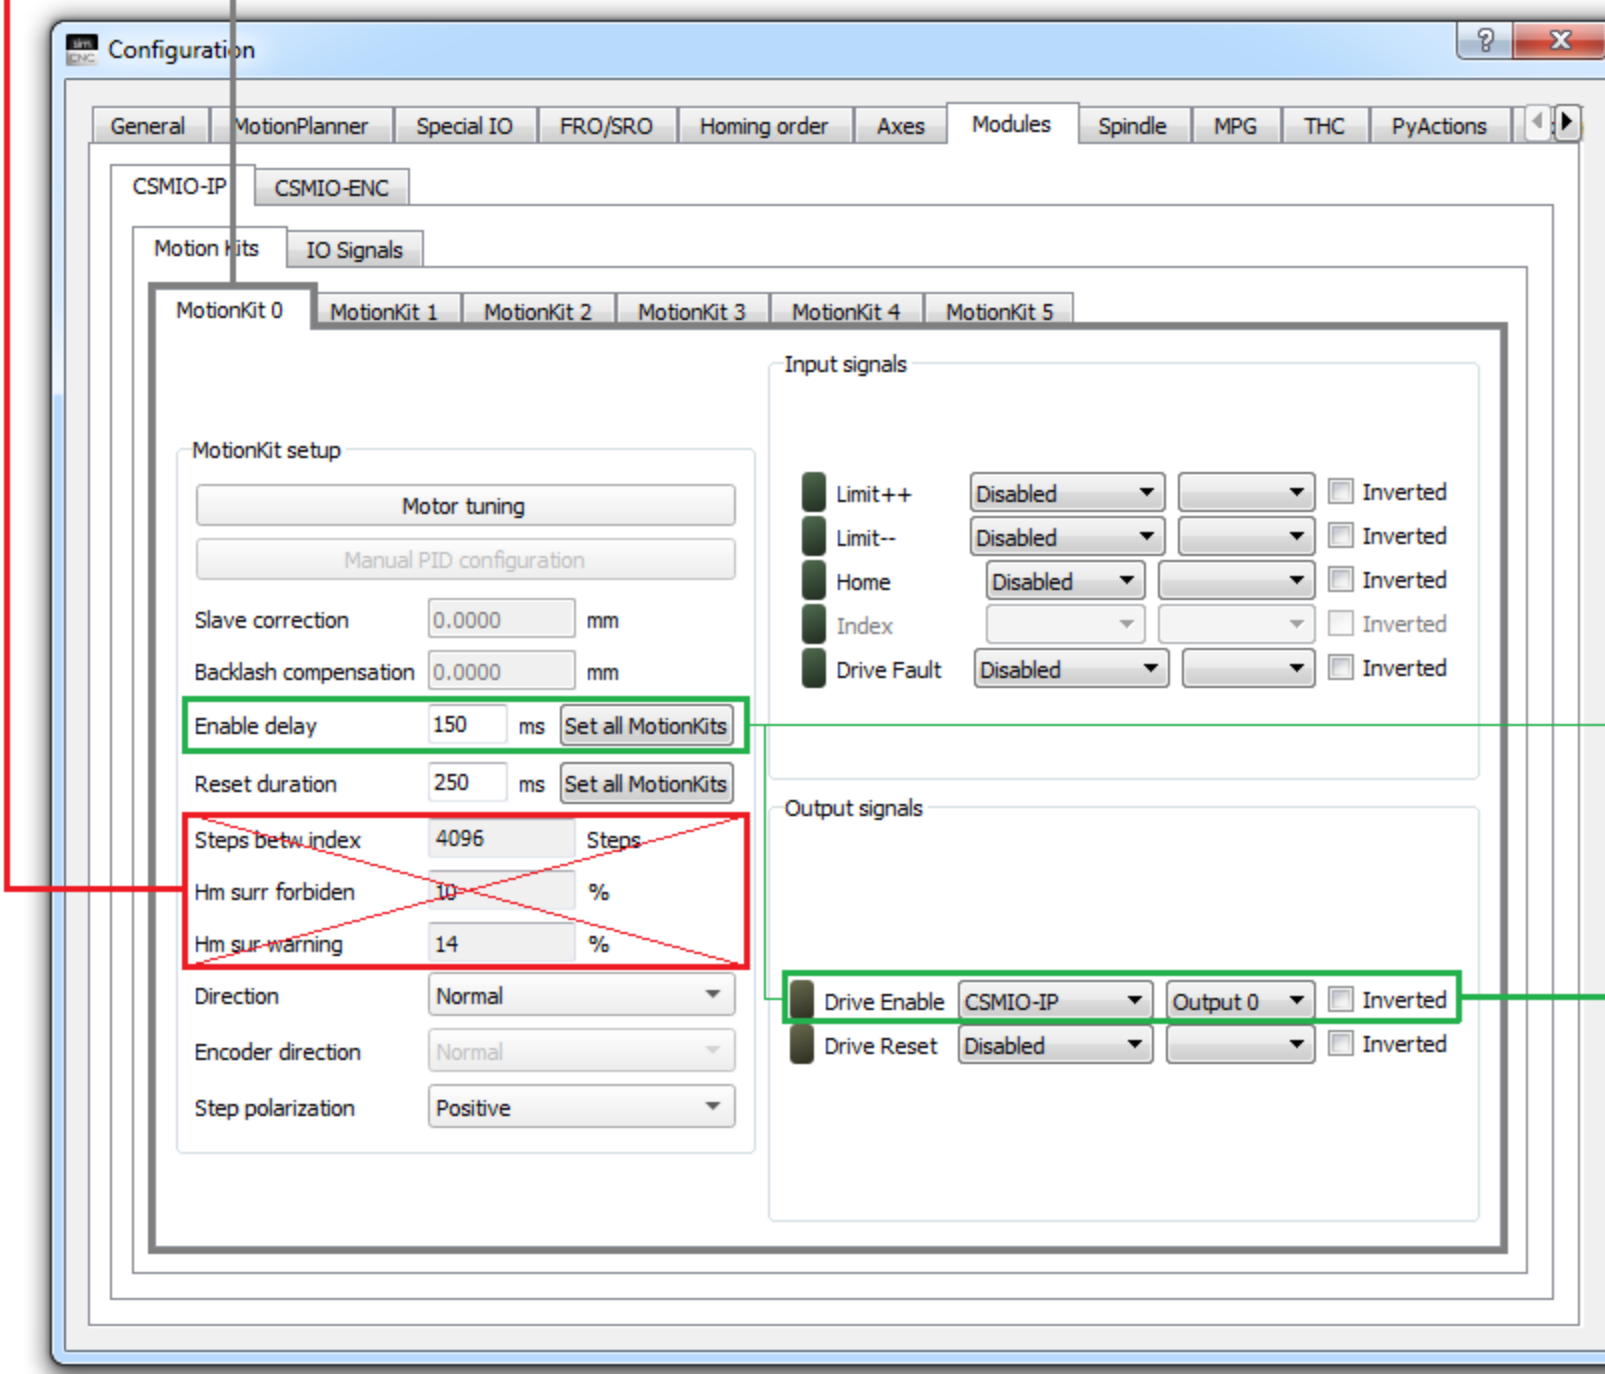 sim
ENC
Configuration
?
X
General MotionPlanner Special IO FRO/SRO Homing order Axes Modules Spindle MPG THC PyActions
CSMIO-IP CSMIO-ENC
Motion Kits IO Signals
MotionKit 0 MotionKit 1 MotionKit 2 MotionKit 3 MotionKit 4 MotionKit 5
MotionKit setup
Motor tuning
Manual PID configuration
Slave correction 0.0000 mm
Backlash compensation 0.0000 mm
Enable delay 150 ms Set all MotionKits
Reset duration 250 ms Set all MotionKits
Steps betw index 4096 Steps
Hm surr forbiden 10 %
Hm sur warning 14 %
Direction Normal
Encoder direction Normal
Step polarization Positive
Input signals
Limit++ Disabled Inverted
Limit-- Disabled Inverted
Home Disabled Inverted
Index Inverted
Drive Fault Disabled Inverted
Output signals
Drive Enable CSMIO-IP Output 0 Inverted
Drive Reset Disabled Inverted